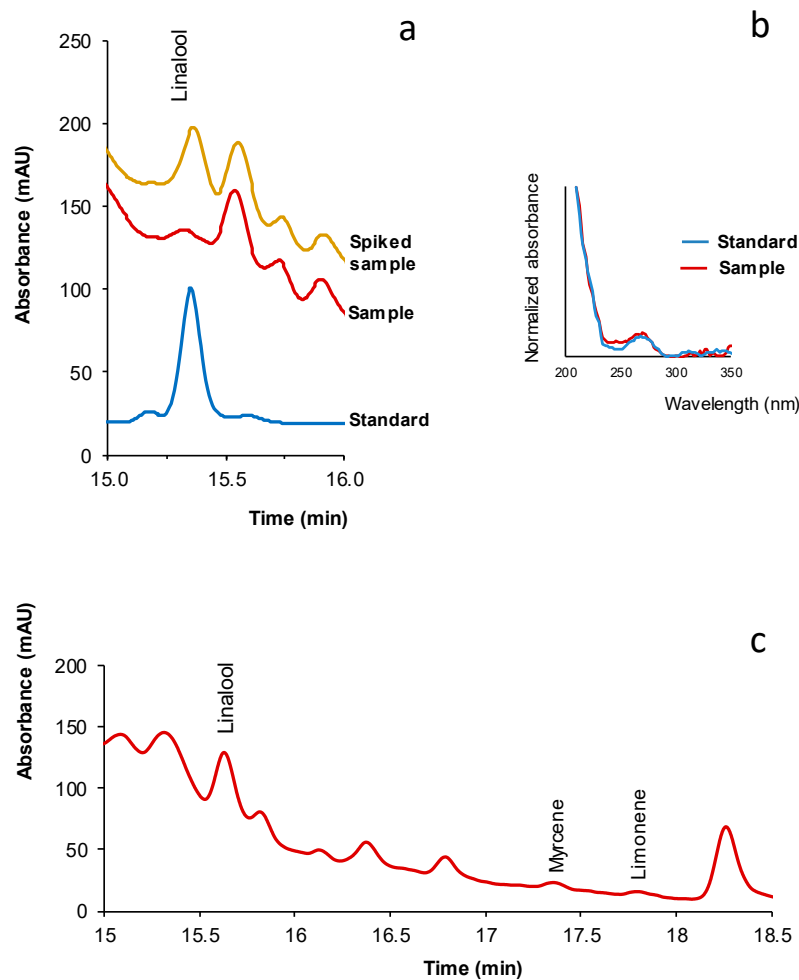 a
b
250
200
150
100
50
0
Absorbance (mAU)
Linalool
Spiked
sample
Sample
Standard
15.0
15.5
16.0
Time (min)
Normalized absorbance
Standard
Sample
200
250
300
350
Wavelength (nm)
c
Absorbance (mAU)
200
150
100
50
0
Linalool
Myrcene
Limonene
15
15.5
16
16.5
17
17.5
18
18.5
Time (min)